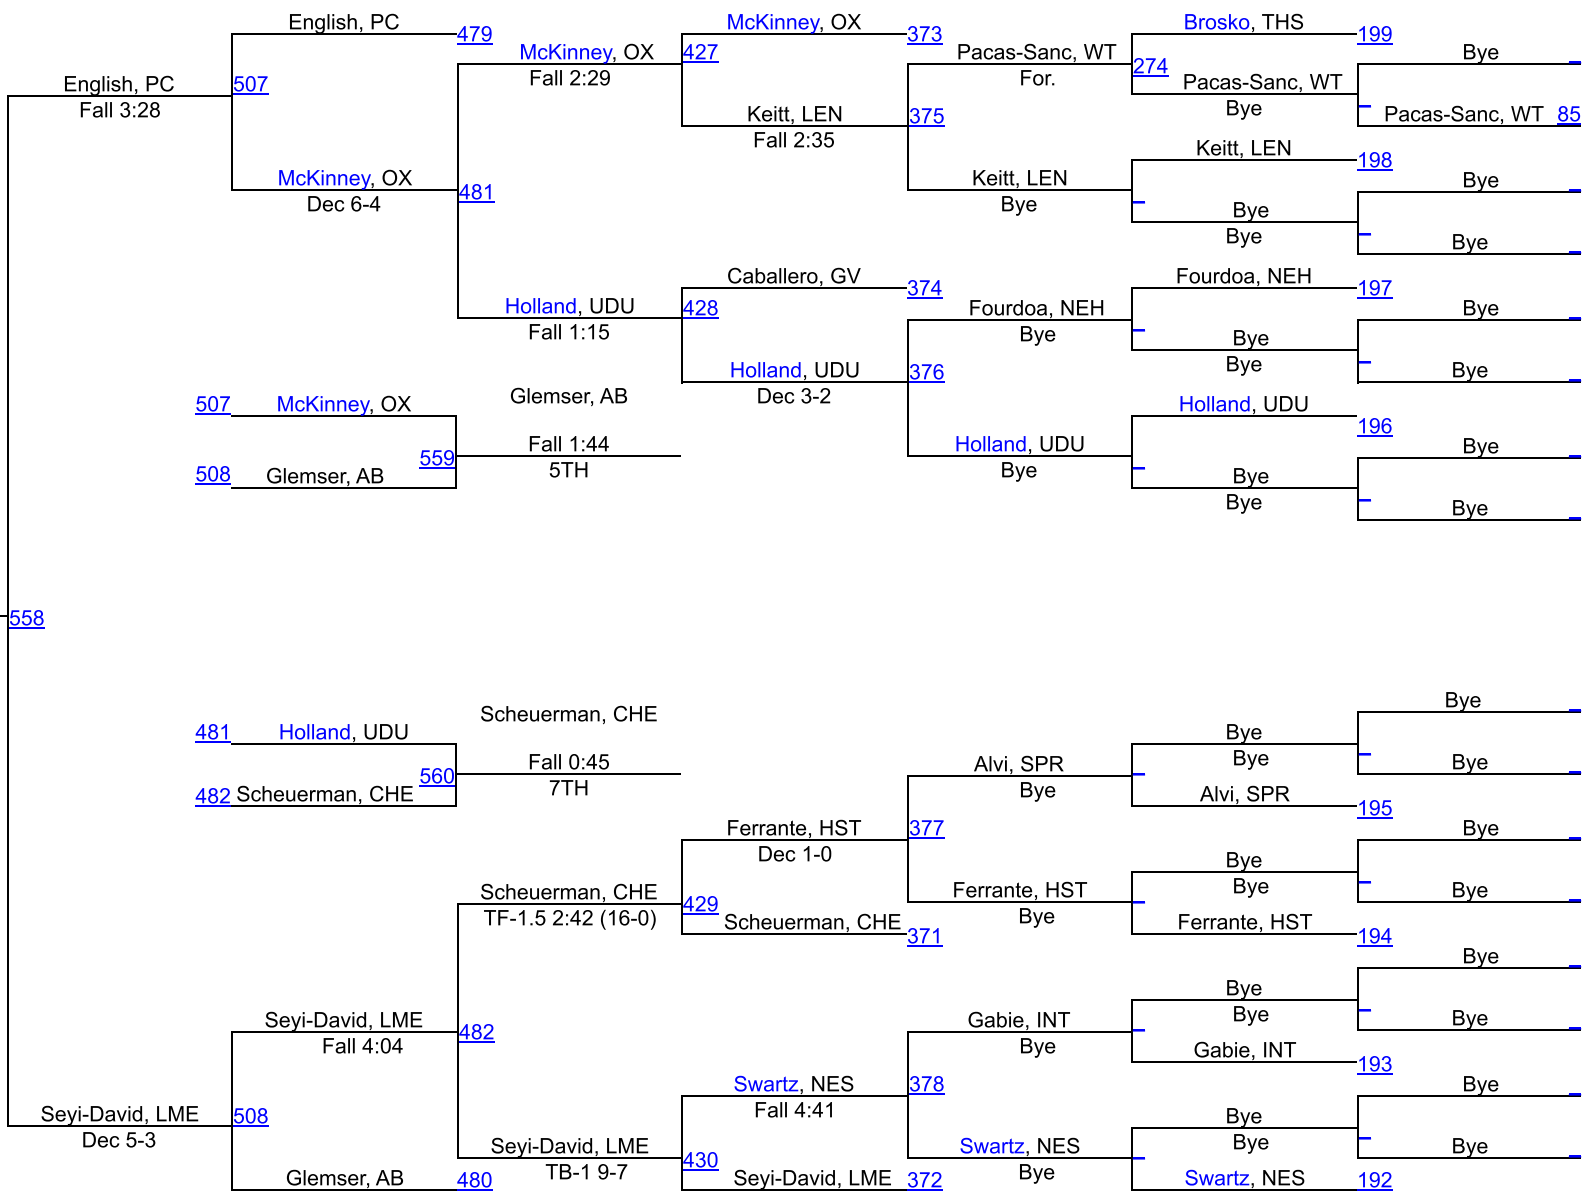 English, PC
479
McKinney, OX
373
Brosko, THS
199
McKinney, OX
427
Pacas-Sanc, WT
Bye
Fall 2:29
For.
274
English, PC
507
Pacas-Sanc, WT
Fall 3:28
Bye
Keitt, LEN
375
Pacas-Sanc, WT 85
Fall 2:35
Keitt, LEN
198
McKinney, OX
481
Keitt, LEN
Bye
Dec 6-4
Bye
Bye
Bye
Bye
Caballero, GV
374
Fourdoa, NEH
197
Holland, UDU
428
Fourdoa, NEH
Bye
Fall 1:15
Bye
Bye
Bye
Holland, UDU
376
Bye
Dec 3-2
Glemser, AB
507
McKinney, OX
Holland, UDU
196
Fall 1:44
Holland, UDU
Bye
559
5TH
Bye
508
Glemser, AB
Bye
Bye
Bye
558
Bye
Scheuerman, CHE
481
Holland, UDU
Bye
Bye
Fall 0:45
Alvi, SPR
Bye
560
7TH
Bye
482
Scheuerman, CHE
Alvi, SPR
195
Ferrante, HST
377
Bye
Dec 1-0
Bye
Bye
Scheuerman, CHE
429
Ferrante, HST
Bye
TF-1.5 2:42 (16-0)
Bye
Scheuerman, CHE
371
Ferrante, HST
194
Bye
Bye
Bye
Seyi-David, LME
482
Gabie, INT
Bye
Fall 4:04
Bye
Gabie, INT
193
Swartz, NES
378
Bye
Fall 4:41
Seyi-David, LME
508
Bye
Dec 5-3
Bye
Seyi-David, LME
430
Swartz, NES
Bye
TB-1 9-7
Bye
Glemser, AB
480
Seyi-David, LME
372
Swartz, NES
192